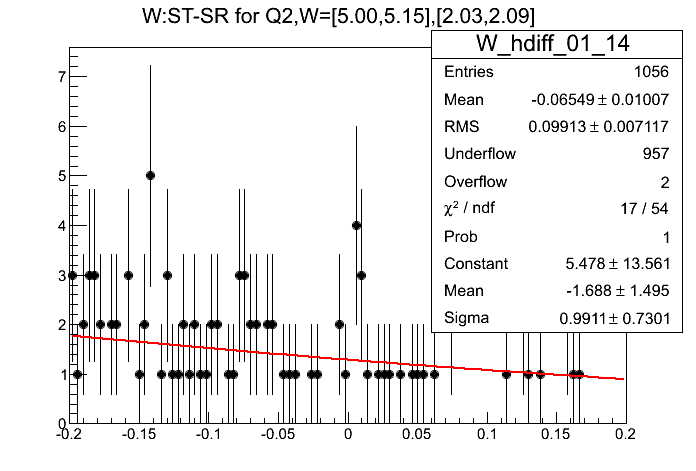 W:ST-SR for Q2,W=[5.00,5.15],[2.03,2.09]
W_hdiff_01_14
Entries 1056
Mean -0.06549 ± 0.01007
RMS 0.09913 ± 0.007117
Underflow 957
Overflow 2
χ² / ndf 17 / 54
Prob 1
Constant 5.478 ± 13.561
Mean -1.688 ± 1.495
Sigma 0.9911 ± 0.7301
7
6
5
4
3
2
1
0
-0.2 -0.15 -0.1 -0.05 0 0.05 0.1 0.15 0.2